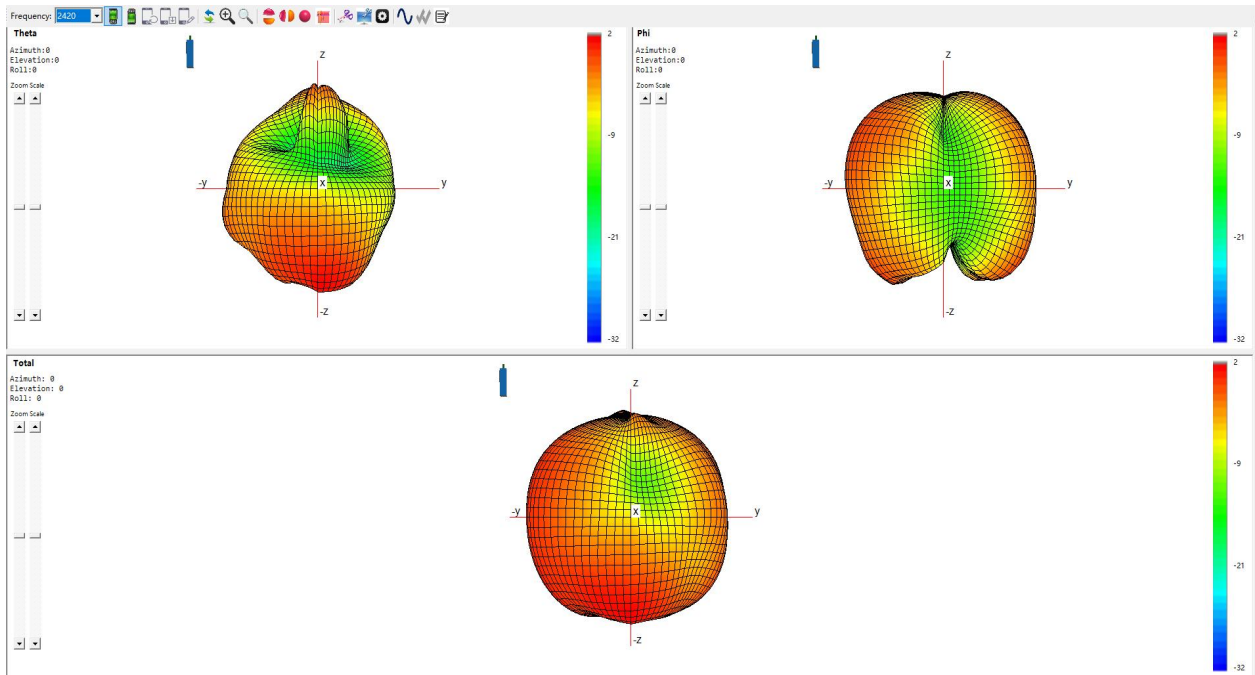 Frequency: 2420
Theta
Azimuth:0
Elevation:0
Roll:0
Zoom Scale
z
-y
x
y
-z
2
-9
-21
-32
Phi
Azimuth:0
Elevation:0
Roll:0
Zoom Scale
z
-y
x
y
-z
2
-9
-21
-32
Total
Azimuth: 0
Elevation: 0
Roll: 0
Zoom Scale
z
-y
x
y
-z
2
-9
-21
-32